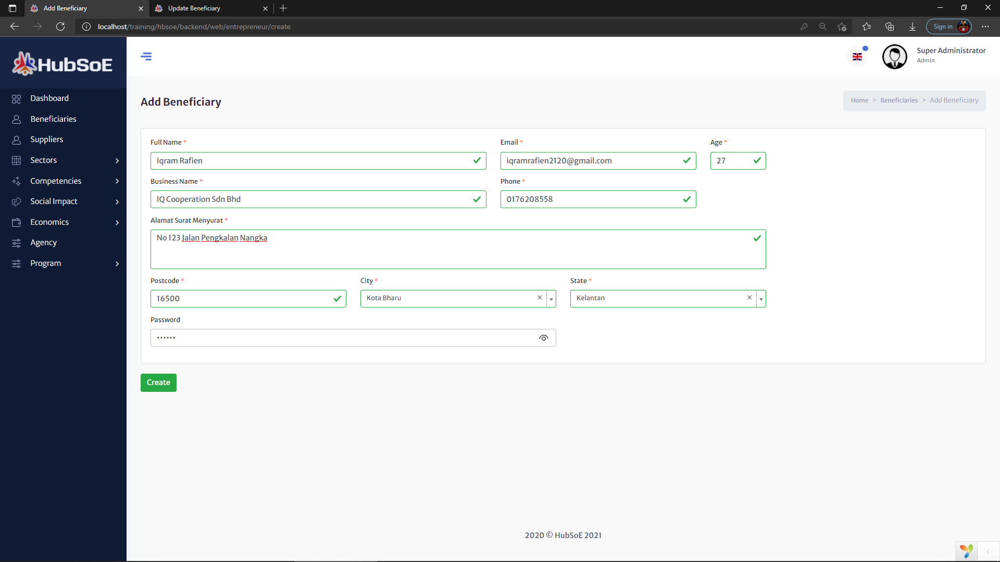 Add Beneficiary
Update Beneficiary
localhost/training/hbsoe/backend/web/entrepreneur/create
Sign in
HubSoE
Super Administrator
Admin
Dashboard
Beneficiaries
Suppliers
Sectors
Competencies
Social Impact
Economics
Agency
Program
Add Beneficiary
Home > Beneficiaries > Add Beneficiary
Full Name *
Email *
Age *
Iqram Rafien
iqramrafien2120@gmail.com
27
Business Name *
Phone *
IQ Cooperation Sdn Bhd
0176208558
Alamat Surat Menyurat *
No 123 Jalan Pengkalan Nangka
Postcode *
City *
State *
16500
Kota Bharu
Kelantan
Password
••••••
Create
2020 © HubSoE 2021